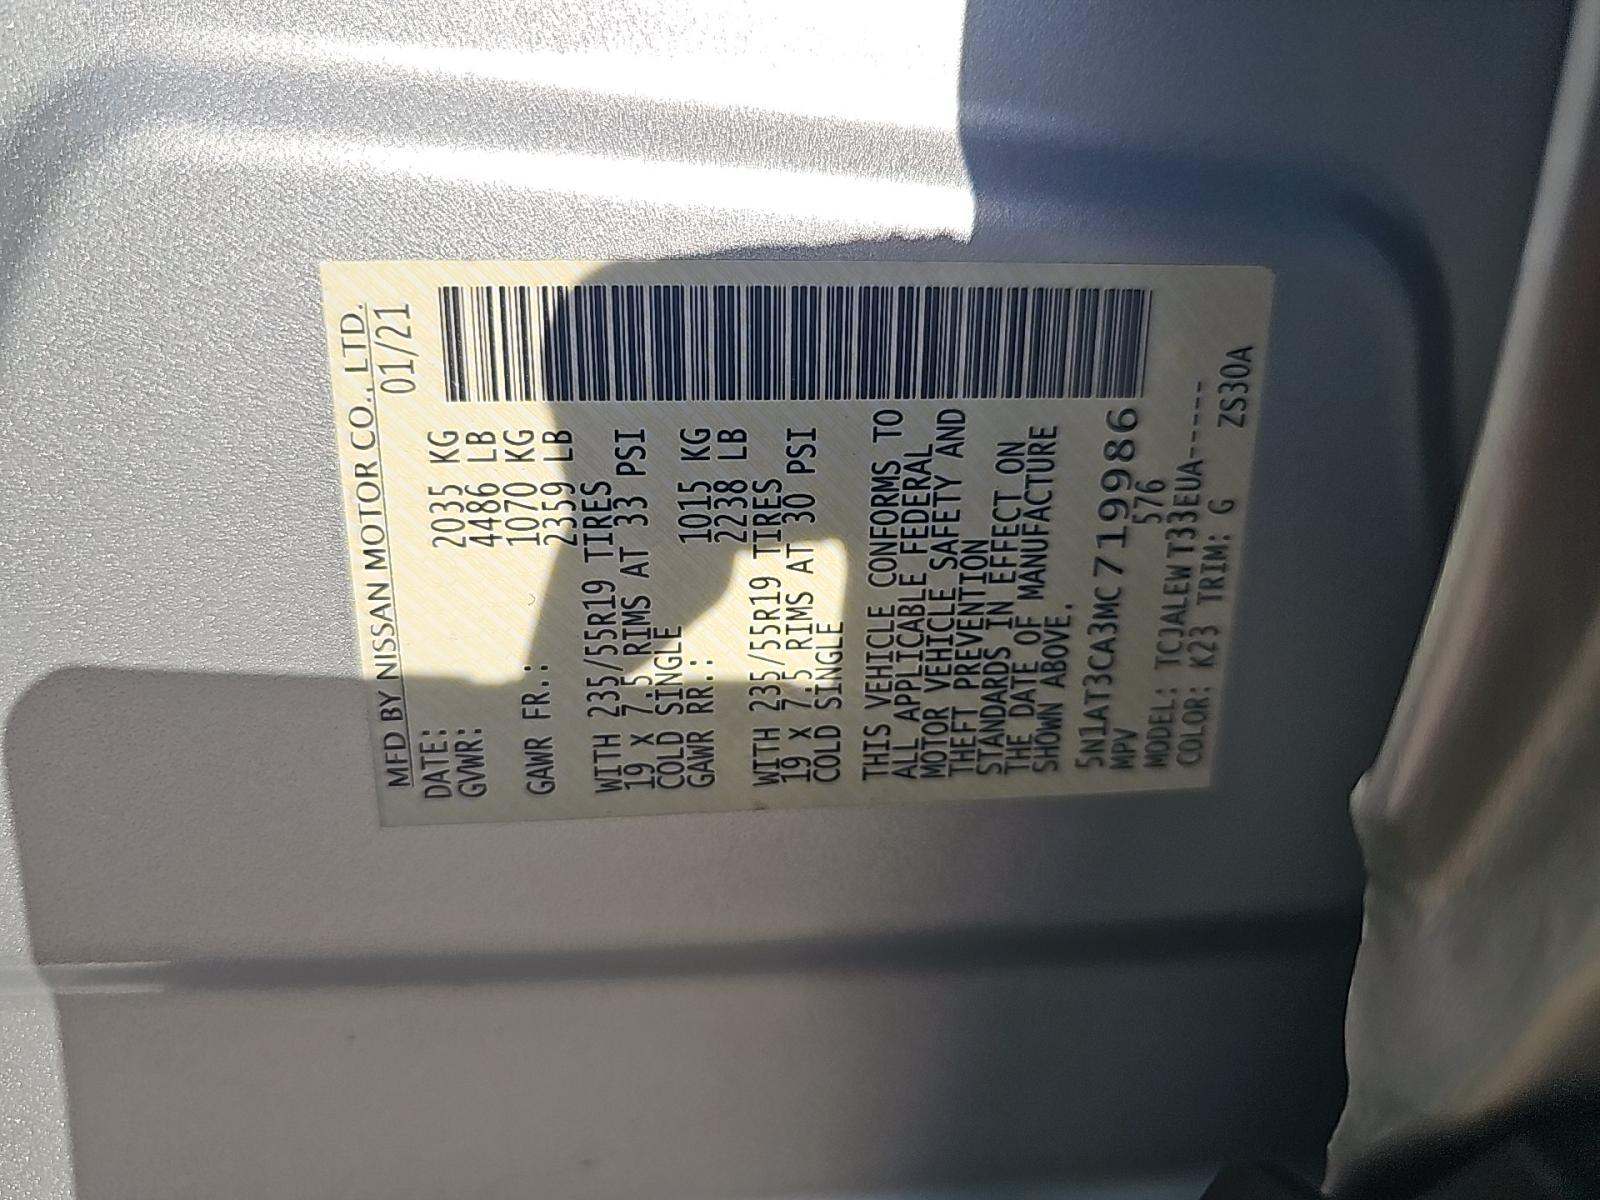 MFD BY NISSAN MOTOR CO., LTD.
DATE: 01/21
GVWR: 2035 KG
4486 LB
GAWR FR.: 1070 KG
2359 LB
WITH 235/55R19 TIRES
19 X 7.5 RIMS AT 33 PSI
COLD SINGLE
GAWR RR.: 1015 KG
2238 LB
WITH 235/55R19 TIRES
19 X 7.5 RIMS AT 30 PSI
COLD SINGLE
THIS VEHICLE CONFORMS TO
ALL APPLICABLE FEDERAL
MOTOR VEHICLE SAFETY AND
THEFT PREVENTION
STANDARDS IN EFFECT ON
THE DATE OF MANUFACTURE
SHOWN ABOVE.
5N1AT3CA3MC719986
MPV 576
MODEL: TCJALEWT33EUA-----
COLOR: K23 TRIM: G
ZS30A